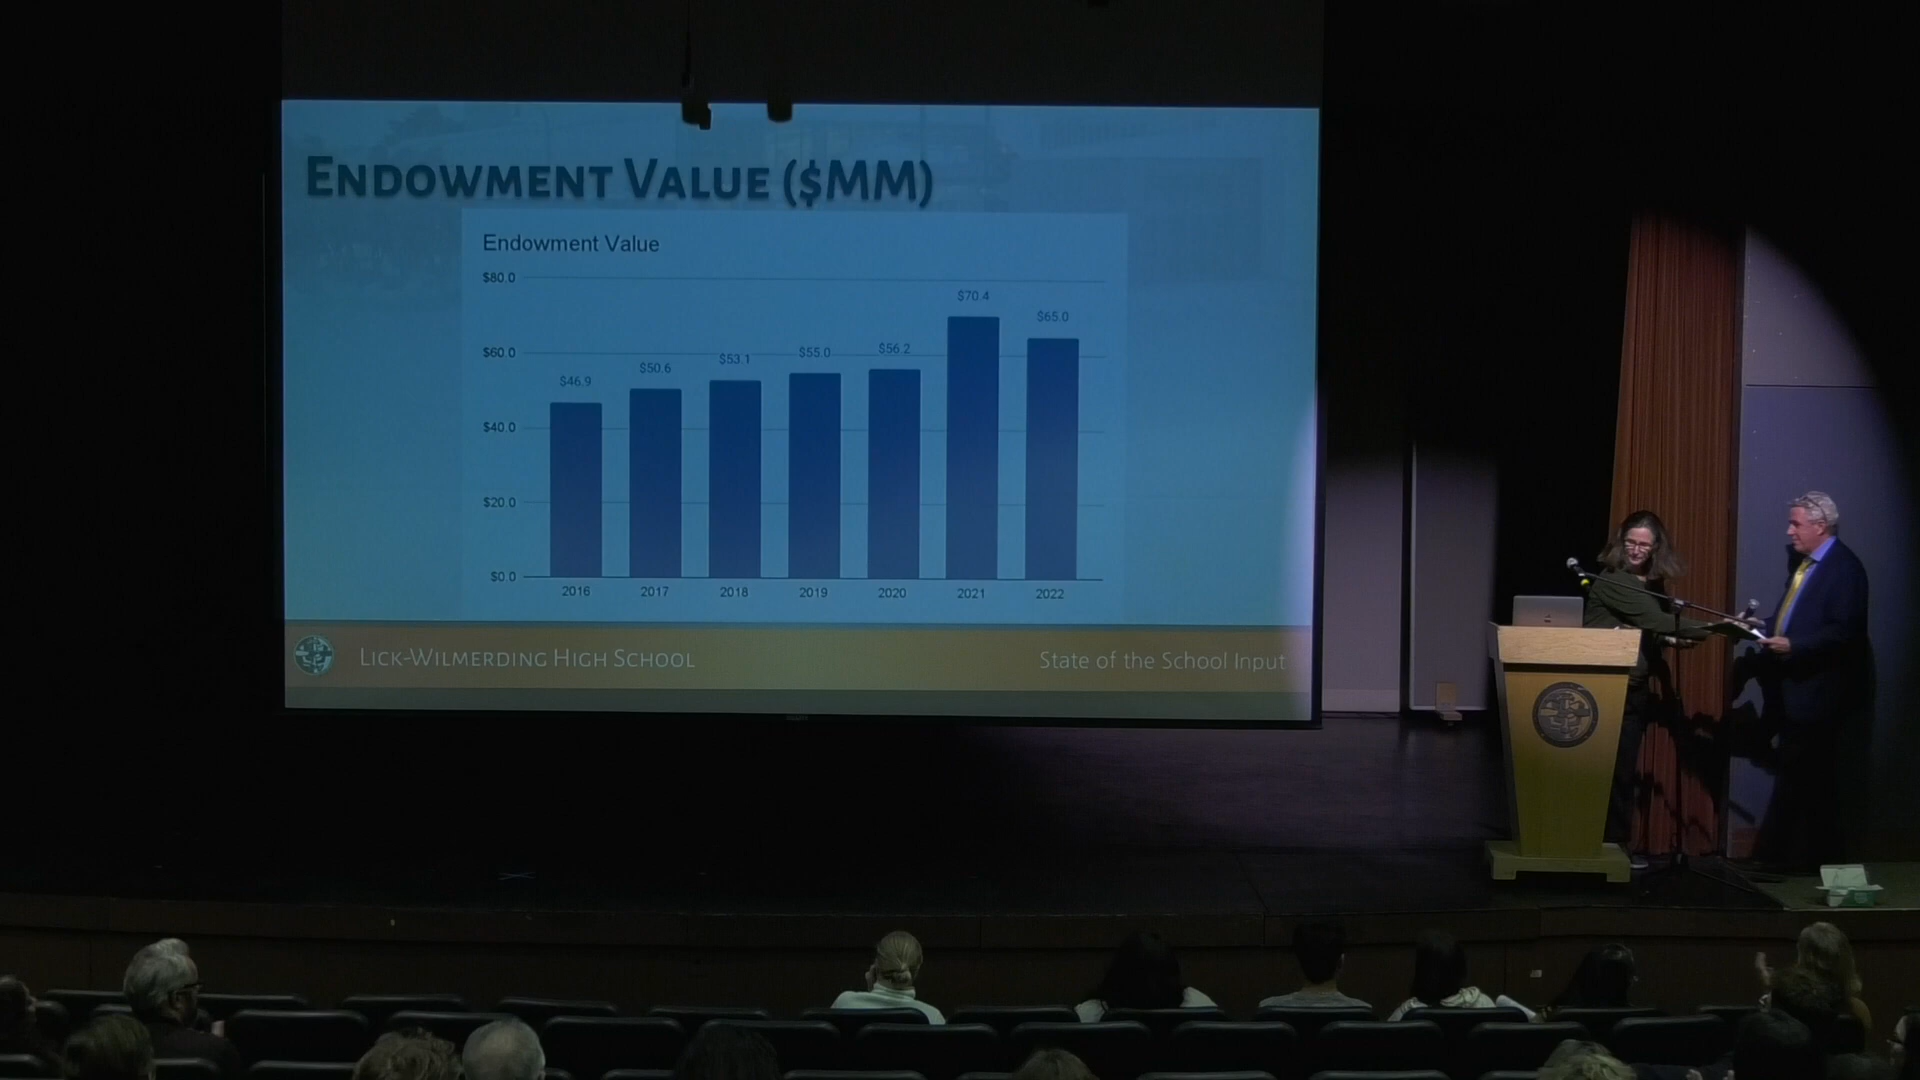 ENDOWMENT VALUE ($MM)
Endowment Value
$80.0
$60.0
$40.0
$20.0
$0.0
$46.9
$50.6
$53.1
$55.0
$56.2
$70.4
$65.0
2016 2017 2018 2019 2020 2021 2022
LICK-WILMERDING HIGH SCHOOL
State of the School Input